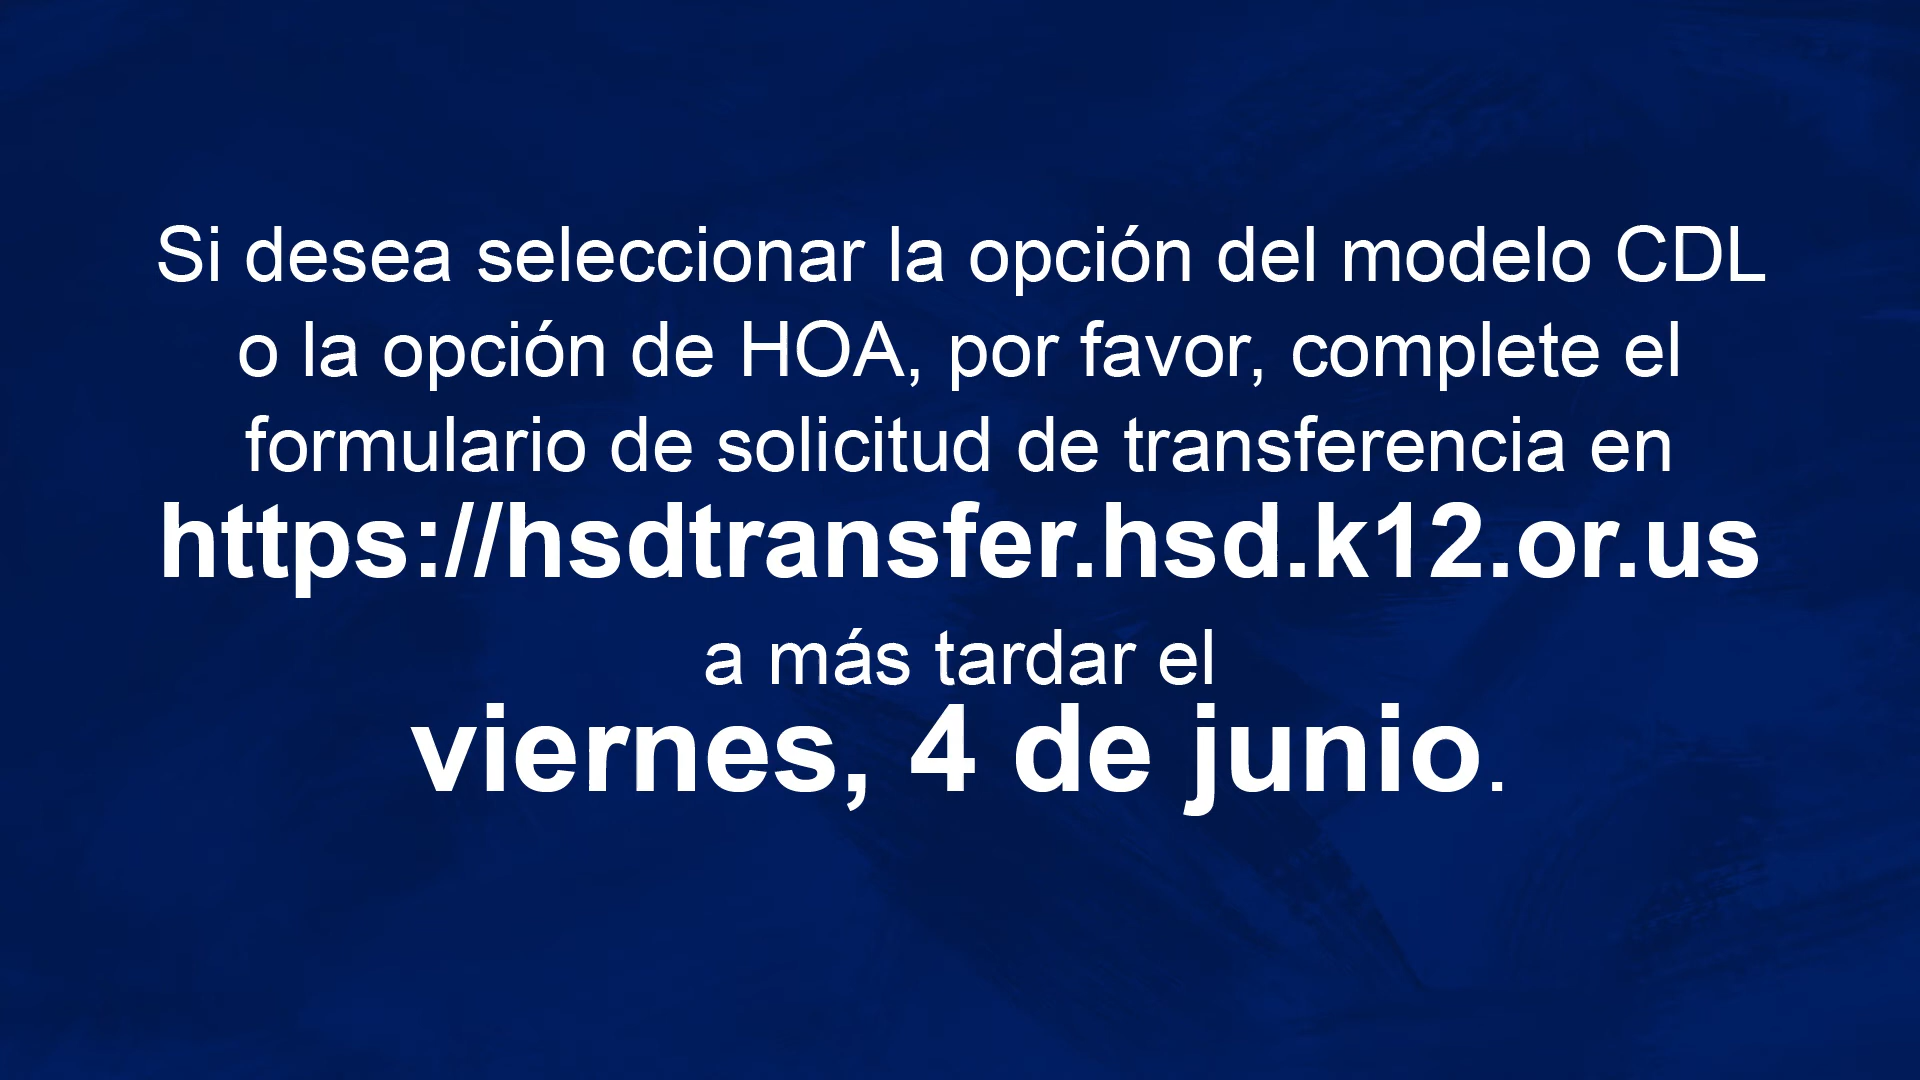 Si desea seleccionar la opción del modelo CDL
o la opción de HOA, por favor, complete el
formulario de solicitud de transferencia en
https://hsdtransfer.hsd.k12.or.us
a más tardar el
viernes, 4 de junio.